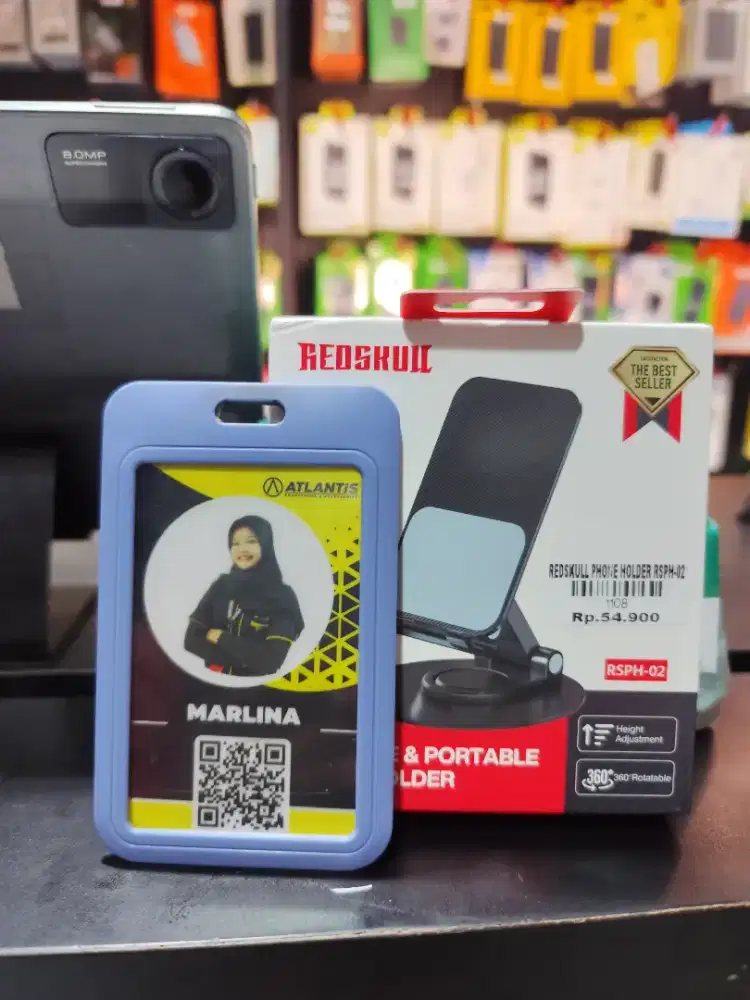 8.0MP
REDSKULL
SATISFACTION
THE BEST
SELLER
ATLANTIS
MARLINA
REDSKULL PHONE HOLDER RSPH-02
1108
Rp.54.900
RSPH-02
E & PORTABLE
OLDER
Height
Adjustment
360°
360°Rotatable